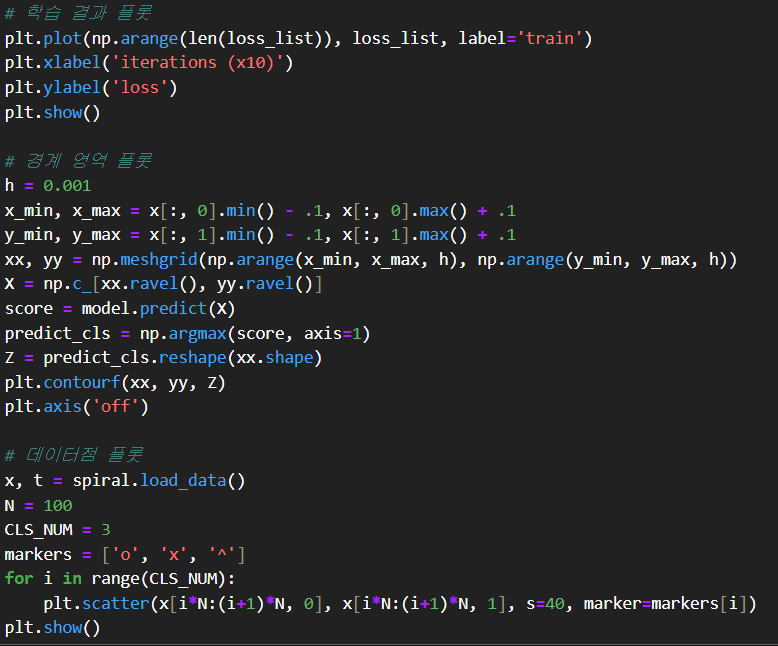 # 학습 결과 플롯
plt.plot(np.arange(len(loss_list)), loss_list, label='train')
plt.xlabel('iterations (x10)')
plt.ylabel('loss')
plt.show()

# 경계 영역 플롯
h = 0.001
x_min, x_max = x[:, 0].min() - .1, x[:, 0].max() + .1
y_min, y_max = x[:, 1].min() - .1, x[:, 1].max() + .1
xx, yy = np.meshgrid(np.arange(x_min, x_max, h), np.arange(y_min, y_max, h))
X = np.c_[xx.ravel(), yy.ravel()]
score = model.predict(X)
predict_cls = np.argmax(score, axis=1)
Z = predict_cls.reshape(xx.shape)
plt.contourf(xx, yy, Z)
plt.axis('off')

# 데이터점 플롯
x, t = spiral.load_data()
N = 100
CLS_NUM = 3
markers = ['o', 'x', '^']
for i in range(CLS_NUM):
    plt.scatter(x[i*N:(i+1)*N, 0], x[i*N:(i+1)*N, 1], s=40, marker=markers[i])
plt.show()